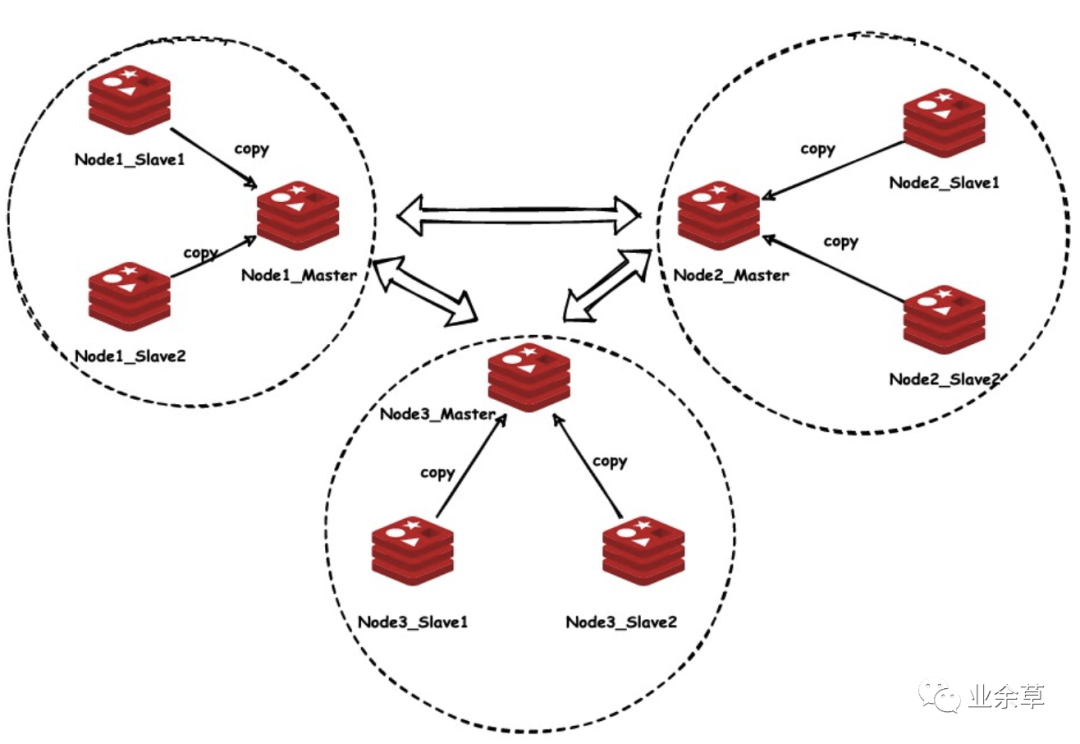 Node1_Slave1
copy
Node1_Master
copy
Node1_Slave2
Node2_Slave1
copy
Node2_Master
copy
Node2_Slave2
Node3_Master
copy
copy
Node3_Slave1
Node3_Slave2
业余草